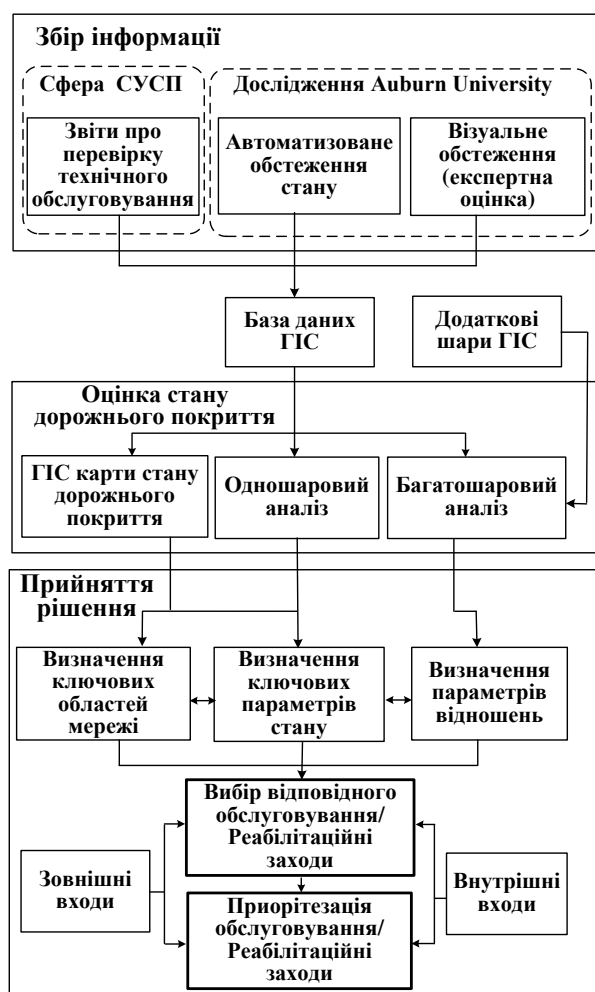 Збір інформації
Сфера СУСП
Дослідження Auburn University
Звіти про
перевірку
технічного
обслуговування
Автоматизоване
обстеження
стану
Візуальне
обстеження
(експертна
оцінка)
База даних
ГІС
Додаткові
шари ГІС
Оцінка стану
дорожнього покриття
ГІС карти стану
дорожнього
покриття
Одношаровий
аналіз
Багатошаровий
аналіз
Прийняття
рішення
Визначення
ключових
областей
мережі
Визначення
ключових
параметрів
стану
Визначення
параметрів
відношень
Вибір відповідного
обслуговування/
Реабілітаційні
заходи
Зовнішні
входи
Внутрішні
входи
Приорітезація
обслуговування/
Реабілітаційні
заходи